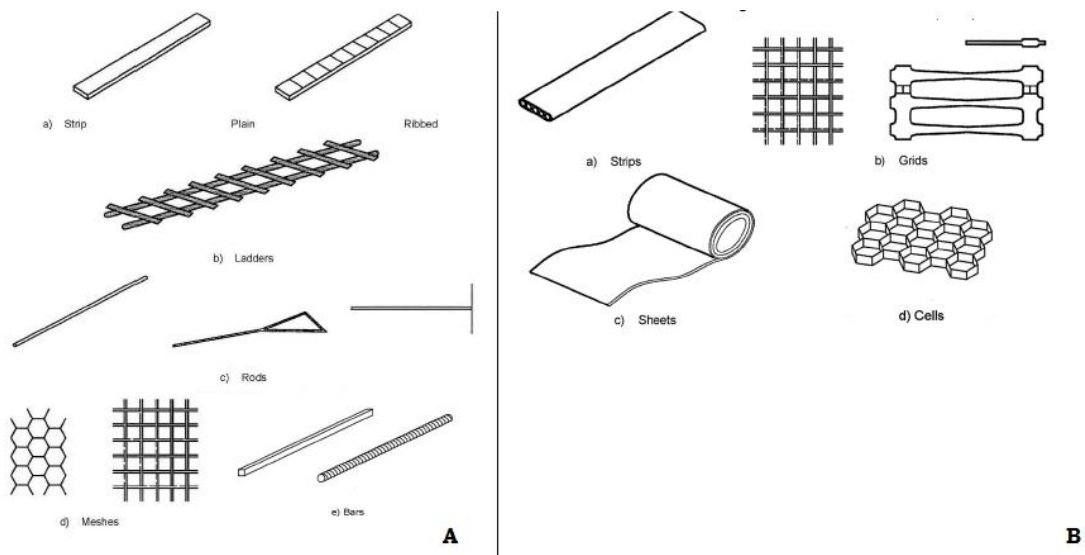 a) Strip Plain Ribbed
b) Ladders
c) Rods
d) Meshes
e) Bars
A
a) Strips
b) Grids
c) Sheets
d) Cells
B